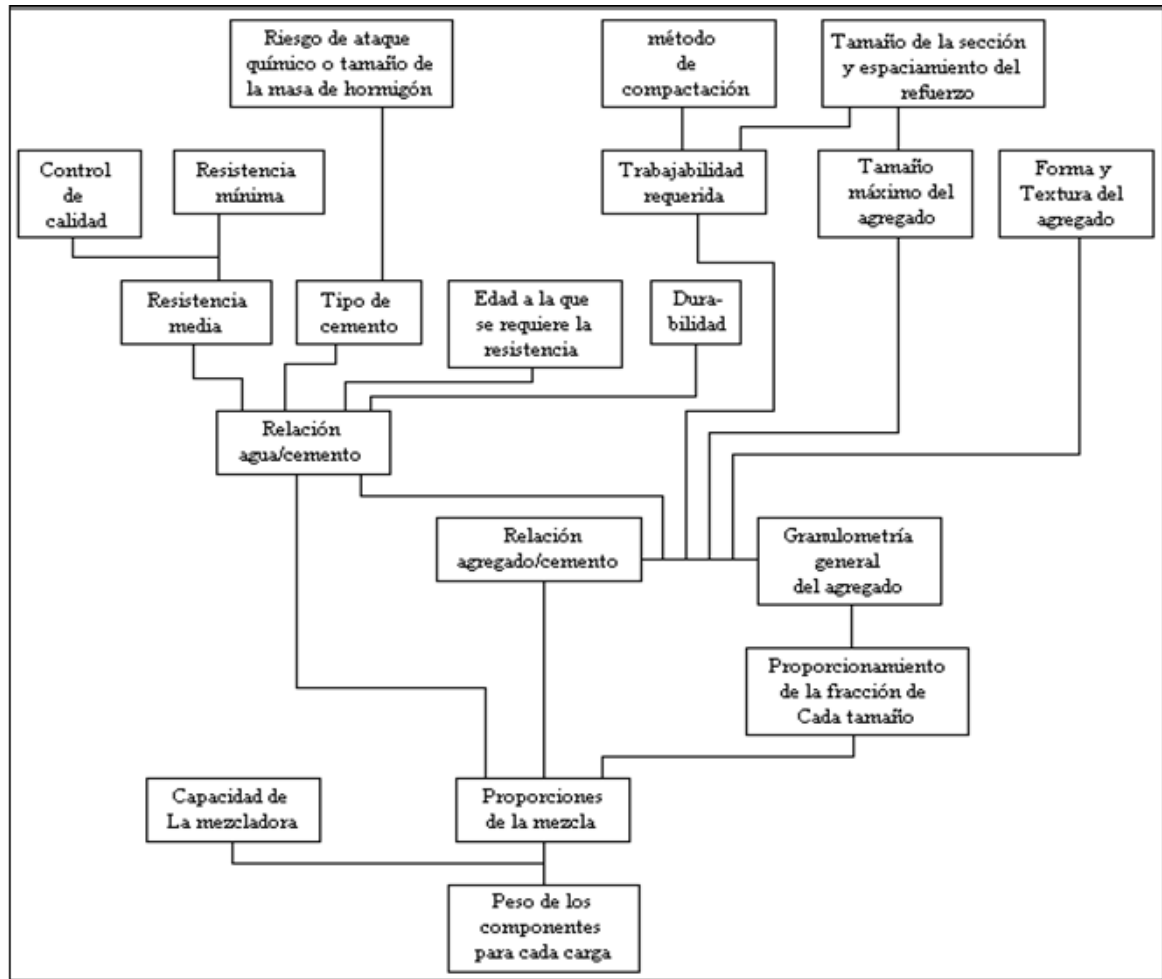 Riesgo de ataque
químico o tamaño de
la masa de hormigón
método
de
compactación
Tamaño de la sección
y espaciamiento del
refuerzo
Control
de
calidad
Resistencia
mínima
Trabajabilidad
requerida
Tamaño
máximo del
agregado
Forma y
Textura del
agregado
Resistencia
media
Tipo de
cemento
Edad a la que
se requiere la
resistencia
Dura-
bilidad
Relación
agua/cemento
Relación
agregado/cemento
Granulometría
general
del agregado
Proporcionamiento
de la fracción de
Cada tamaño
Capacidad de
La mezcladora
Proporciones
de la mezcla
Peso de los
componentes
para cada carga